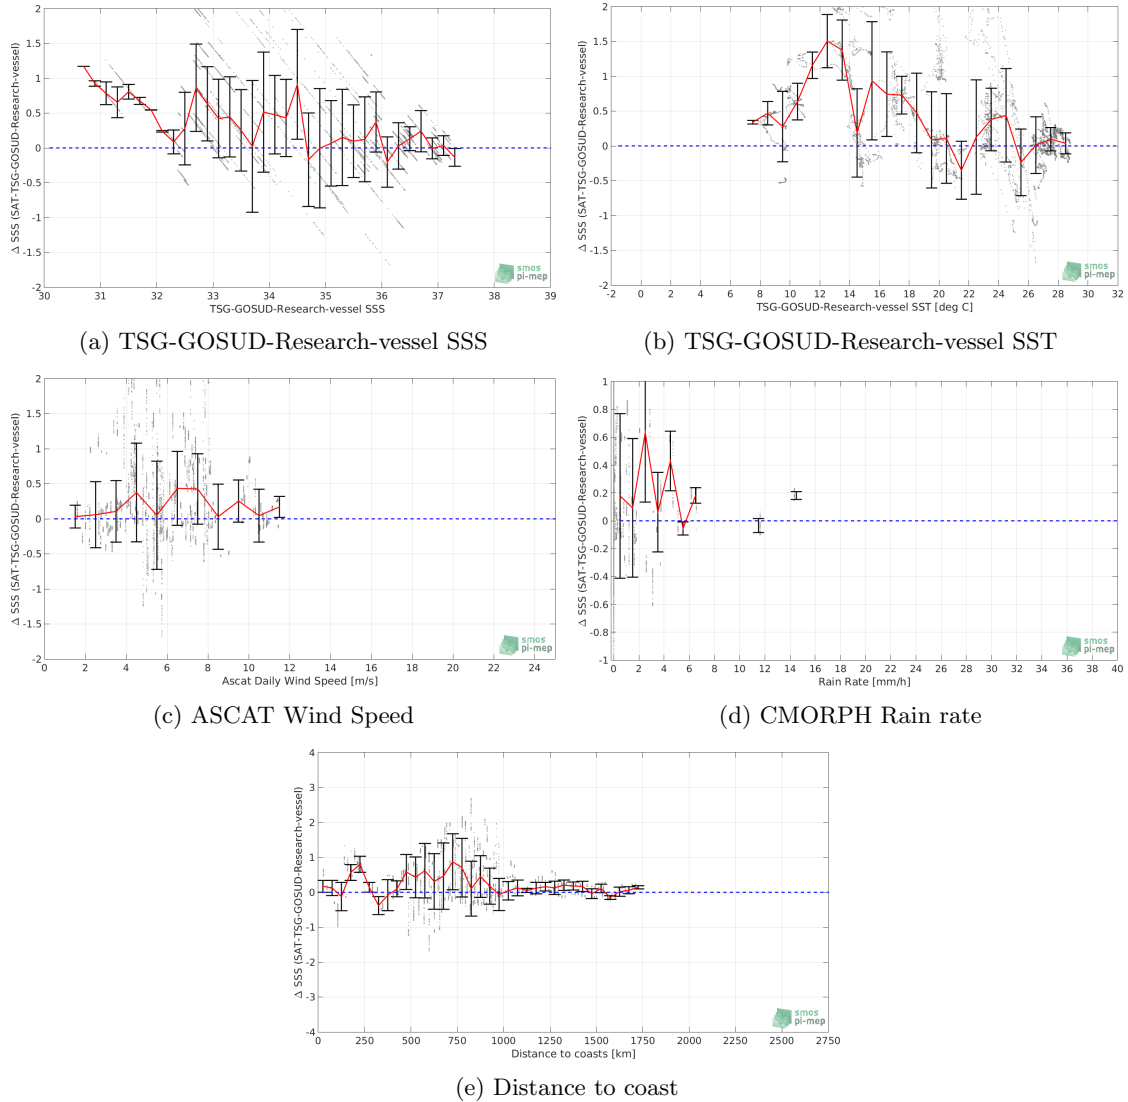 2
1.5
1
0.5
0
-0.5
-1
-1.5
-2
Δ SSS (SAT-TSG-GOSUD-Research-vessel)
30 31 32 33 34 35 36 37 38 39
TSG-GOSUD-Research-vessel SSS
smos
pi-mep
(a) TSG-GOSUD-Research-vessel SSS
2
1.5
1
0.5
0
-0.5
-1
-1.5
-2
Δ SSS (SAT-TSG-GOSUD-Research-vessel)
-2 0 2 4 6 8 10 12 14 16 18 20 22 24 26 28 30 32
TSG-GOSUD-Research-vessel SST [deg C]
smos
pi-mep
(b) TSG-GOSUD-Research-vessel SST
2
1.5
1
0.5
0
-0.5
-1
-1.5
-2
Δ SSS (SAT-TSG-GOSUD-Research-vessel)
0 2 4 6 8 10 12 14 16 18 20 22 24
Ascat Daily Wind Speed [m/s]
smos
pi-mep
(c) ASCAT Wind Speed
1
0.8
0.6
0.4
0.2
0
-0.2
-0.4
-0.6
-0.8
-1
Δ SSS (SAT-TSG-GOSUD-Research-vessel)
0 2 4 6 8 10 12 14 16 18 20 22 24 26 28 30 32 34 36 38 40
Rain Rate [mm/h]
smos
pi-mep
(d) CMORPH Rain rate
4
3
2
1
0
-1
-2
-3
-4
Δ SSS (SAT-TSG-GOSUD-Research-vessel)
0 250 500 750 1000 1250 1500 1750 2000 2250 2500 2750
Distance to coasts [km]
smos
pi-mep
(e) Distance to coast